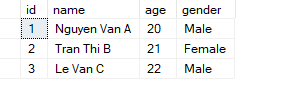 id name age gender
1 Nguyen Van A 20 Male
2 Tran Thi B 21 Female
3 Le Van C 22 Male